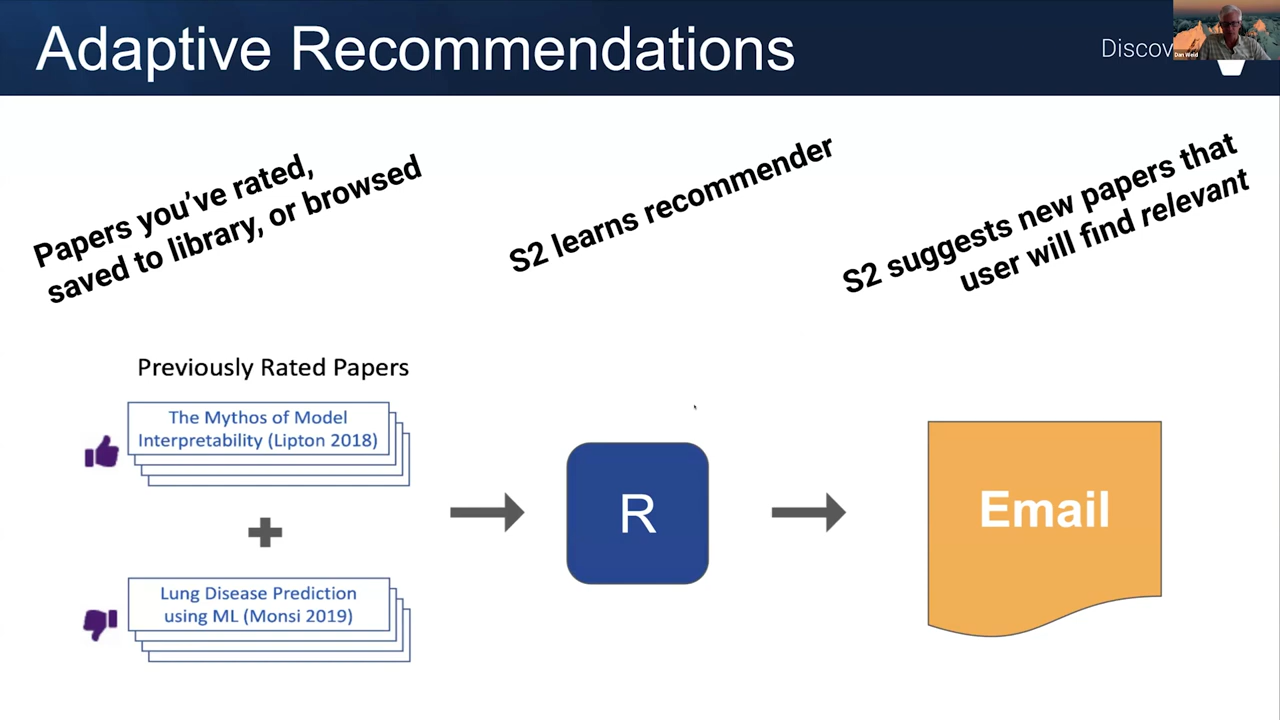 Adaptive Recommendations
Dan Weld
Papers you've rated,
saved to library, or browsed
S2 learns recommender
S2 suggests new papers that
user will find relevant
Previously Rated Papers
The Mythos of Model
Interpretability (Lipton 2018)
Lung Disease Prediction
using ML (Monsi 2019)
R
Email